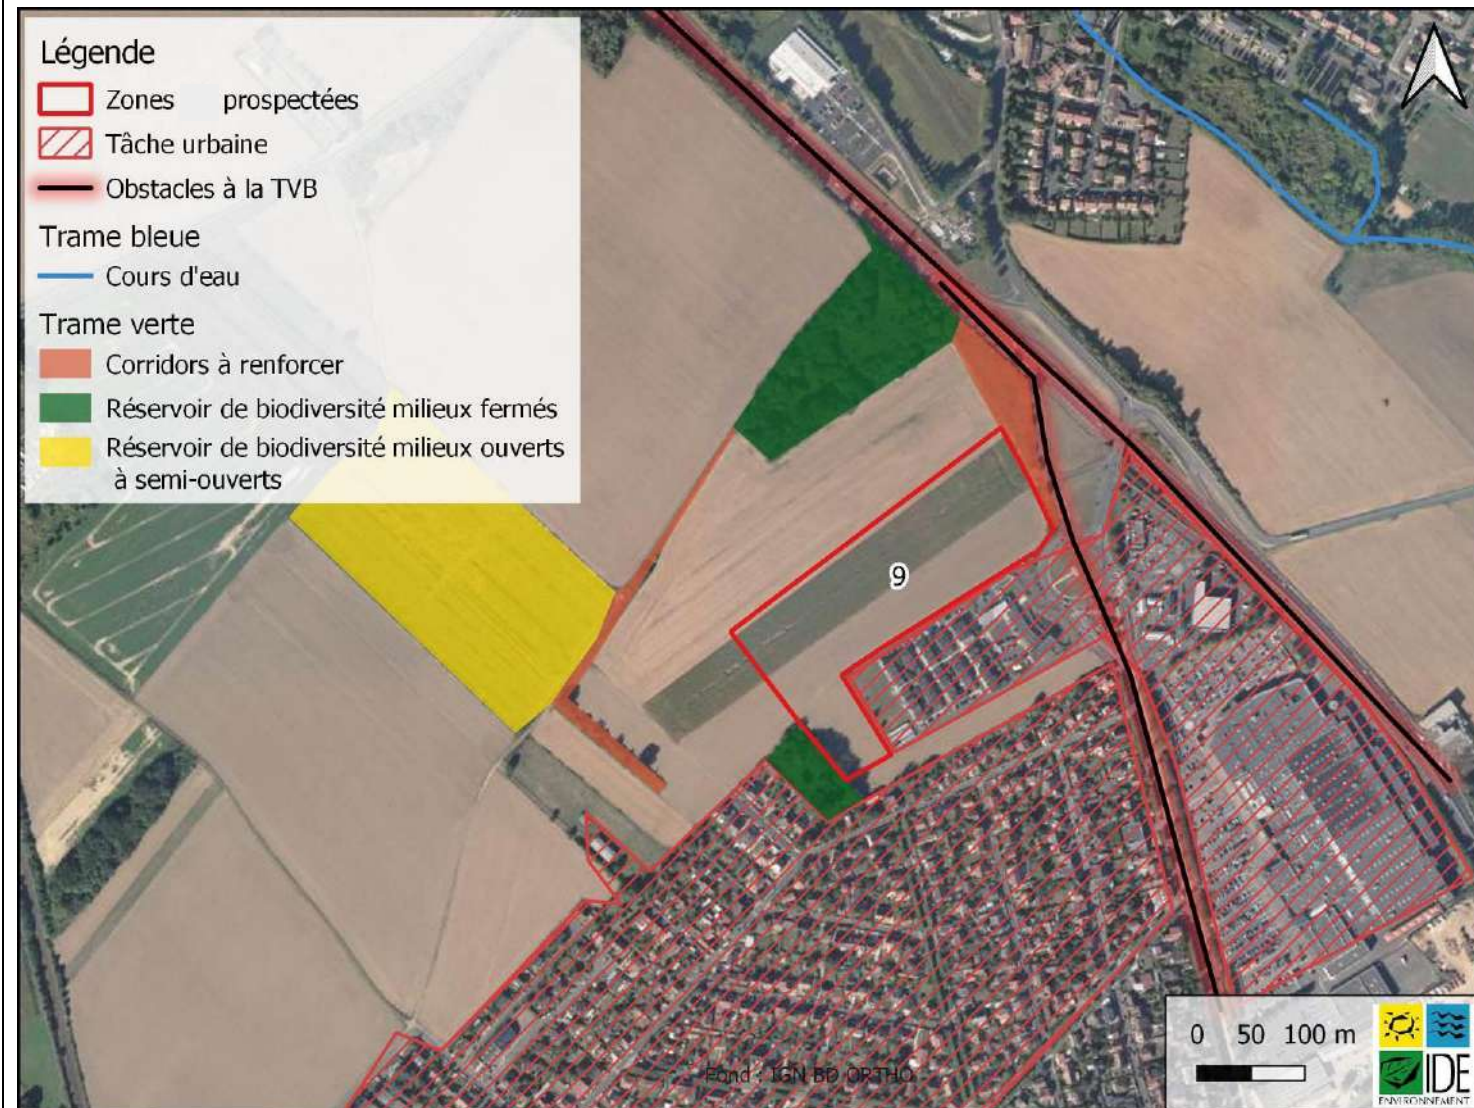 Légende
Zones prospectées
Tâche urbaine
Obstacles à la TVB
Trame bleue
Cours d'eau
Trame verte
Corridors à renforcer
Réservoir de biodiversité milieux fermés
Réservoir de biodiversité milieux ouverts
à semi-ouverts
9
0 50 100 m
Fond : IGN BD ORTHO
IDE
ENVIRONNEMENT